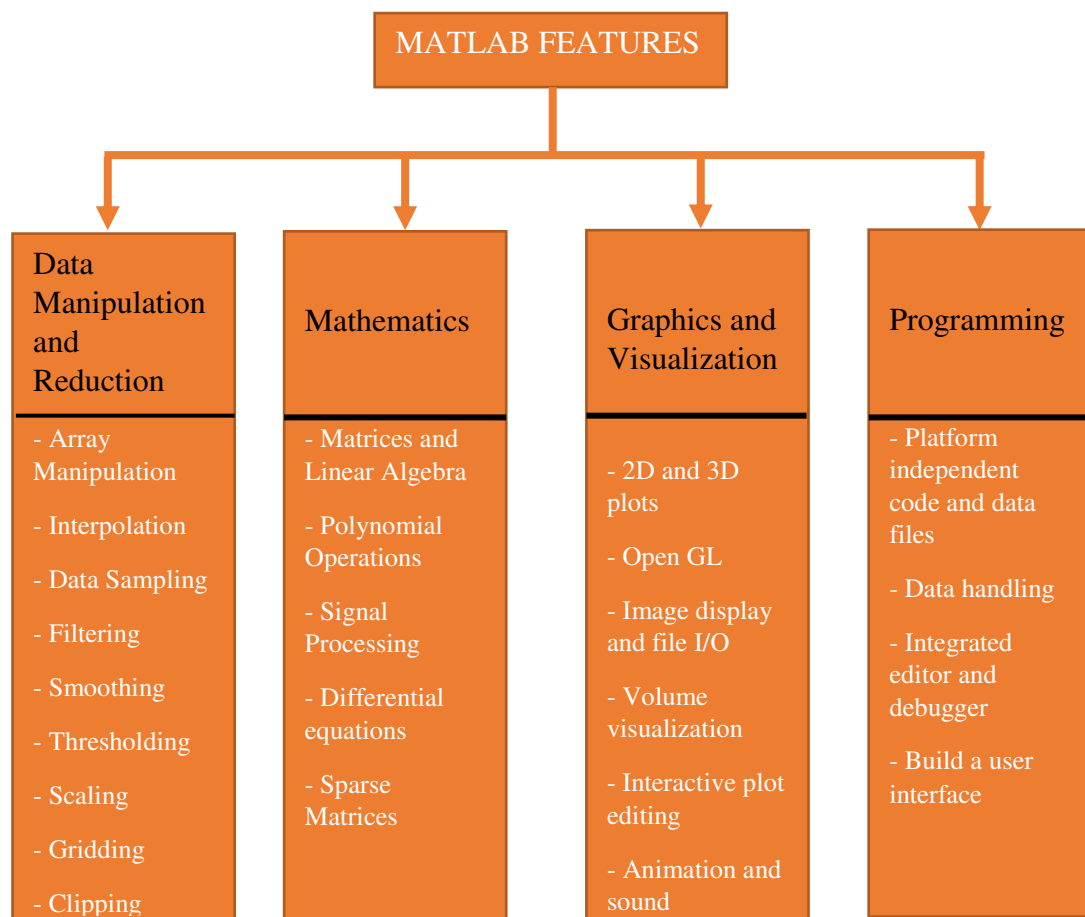 MATLAB FEATURES
Data
Manipulation
and
Reduction
- Array
Manipulation
- Interpolation
- Data Sampling
- Filtering
- Smoothing
- Thresholding
- Scaling
- Gridding
- Clipping
Mathematics
- Matrices and
Linear Algebra
- Polynomial
Operations
- Signal
Processing
- Differential
equations
- Sparse
Matrices
Graphics and
Visualization
- 2D and 3D
plots
- Open GL
- Image display
and file I/O
- Volume
visualization
- Interactive plot
editing
- Animation and
sound
Programming
- Platform
independent
code and data
files
- Data handling
- Integrated
editor and
debugger
- Build a user
interface